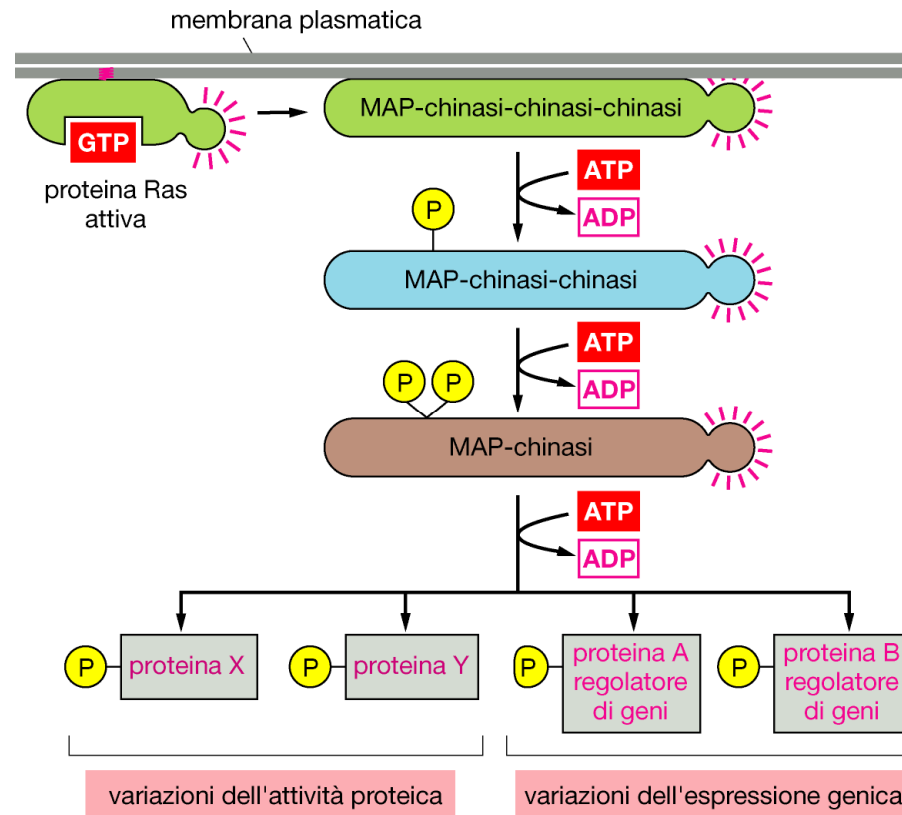 membrana plasmatica
MAP-chinasi-chinasi-chinasi
GTP
proteina Ras
attiva
ATP
ADP
P
MAP-chinasi-chinasi
ATP
ADP
P P
MAP-chinasi
ATP
ADP
P proteina X
P proteina Y
P proteina A
regolatore
di geni
P proteina B
regolatore
di geni
variazioni dell'attività proteica
variazioni dell'espressione genica